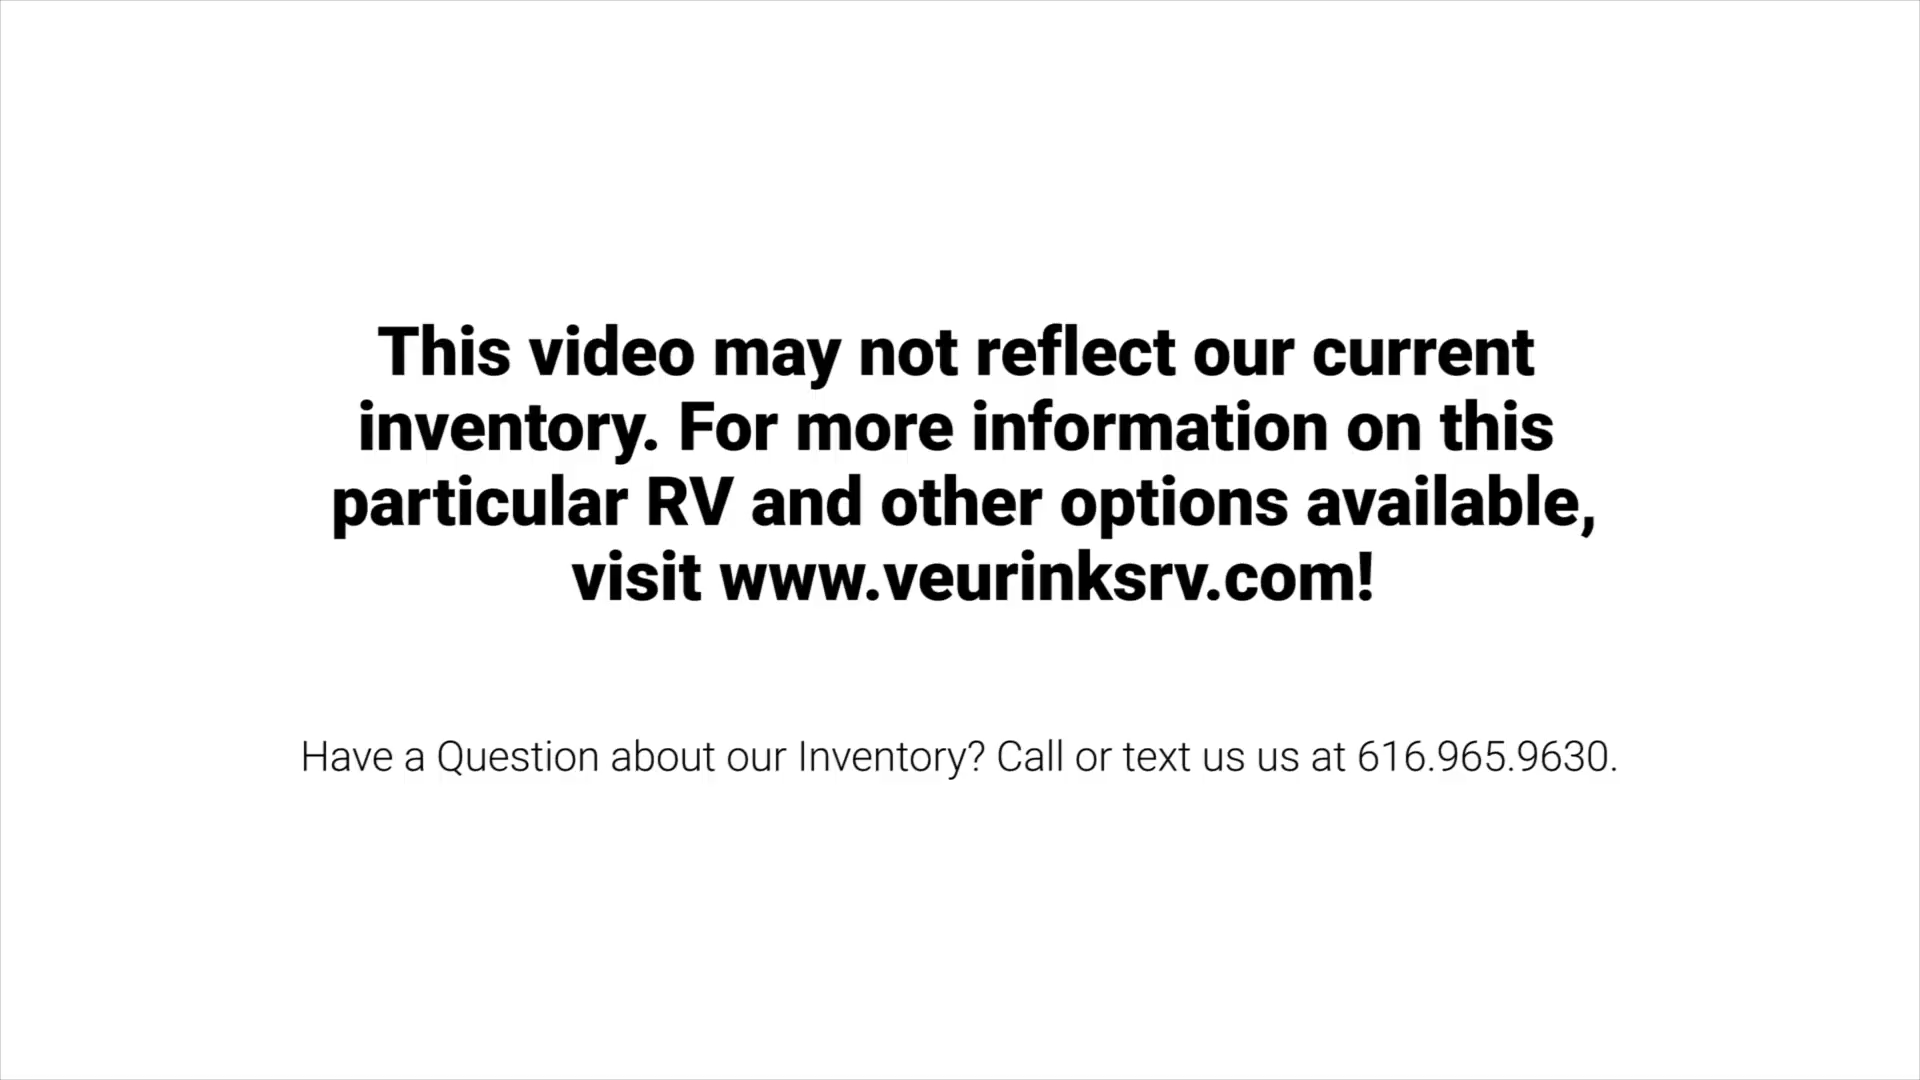 This video may not reflect our current
inventory. For more information on this
particular RV and other options available,
visit www.veurinksrv.com!
Have a Question about our Inventory? Call or text us us at 616.965.9630.